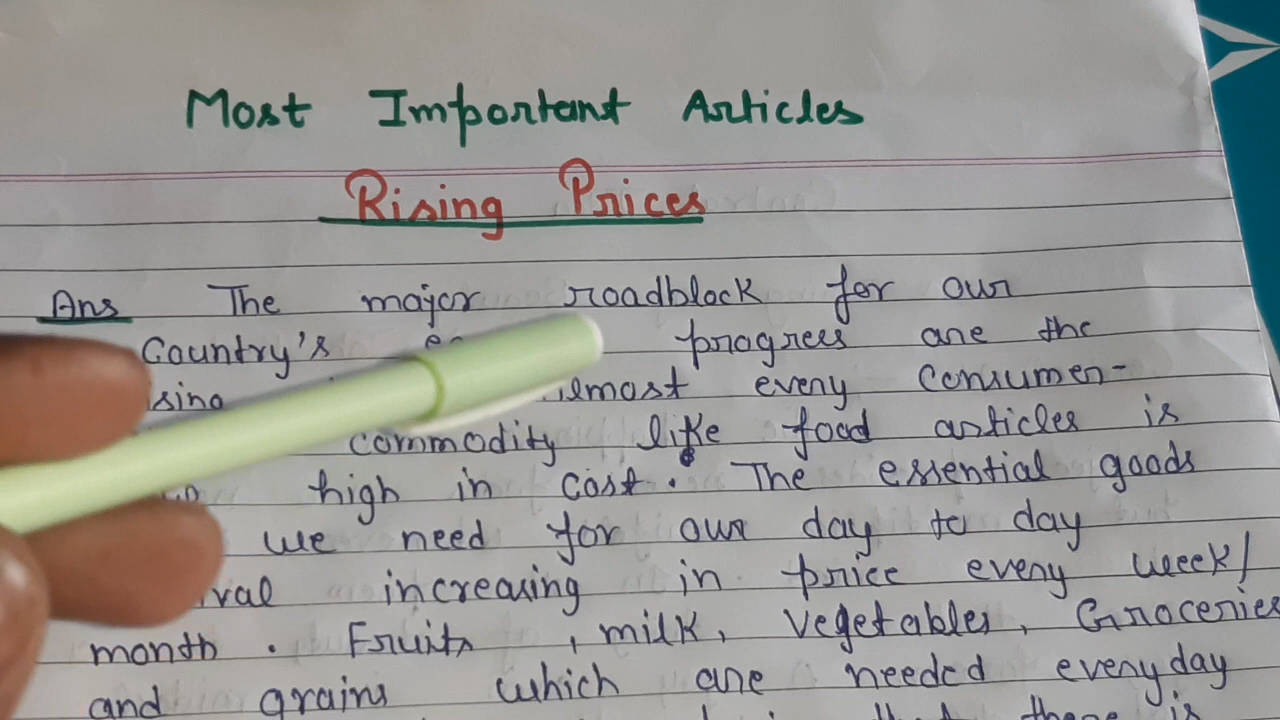 Most Important Articles
Rising Prices
Ans The major roadblock for our
Country's progress are the
every consumer-
commodity like food articles is
high in cost. The essential goods
we need for our day to day
increasing in price every week/
month. Fruits, milk, vegetables, Groceries
and grains which are needed everyday